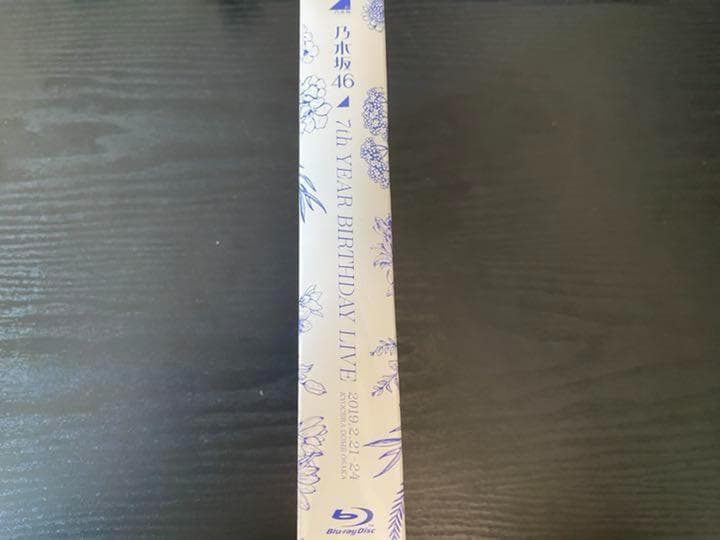 乃木坂46
7th YEAR BIRTHDAY LIVE
2019.2.21-24
KYOCERA DOME OSAKA
Blu-ray Disc